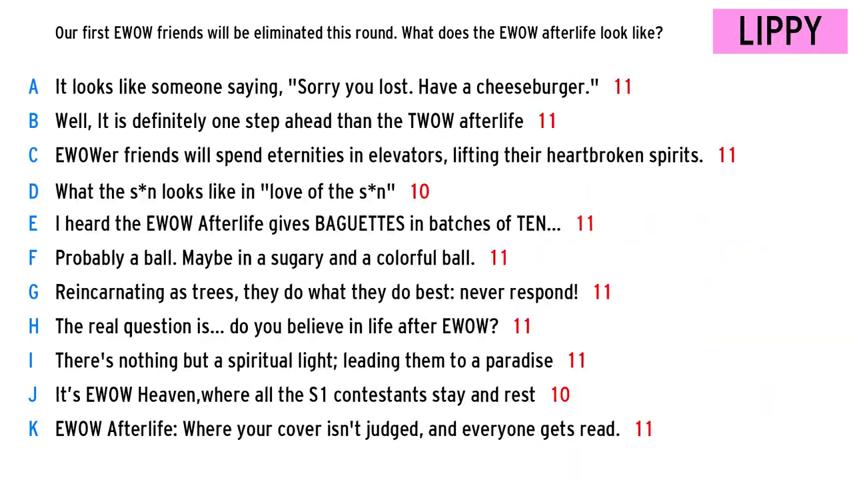 Our first EWOW friends will be eliminated this round. What does the EWOW afterlife look like?
LIPPY
A It looks like someone saying, "Sorry you lost. Have a cheeseburger." 11
B Well, It is definitely one step ahead than the TWOW afterlife 11
C EWOWer friends will spend eternities in elevators, lifting their heartbroken spirits. 11
D What the s*n looks like in "love of the s*n" 10
E I heard the EWOW Afterlife gives BAGUETTES in batches of TEN... 11
F Probably a ball. Maybe in a sugary and a colorful ball. 11
G Reincarnating as trees, they do what they do best: never respond! 11
H The real question is... do you believe in life after EWOW? 11
I There's nothing but a spiritual light; leading them to a paradise 11
J It’s EWOW Heaven,where all the S1 contestants stay and rest 10
K EWOW Afterlife: Where your cover isn't judged, and everyone gets read. 11